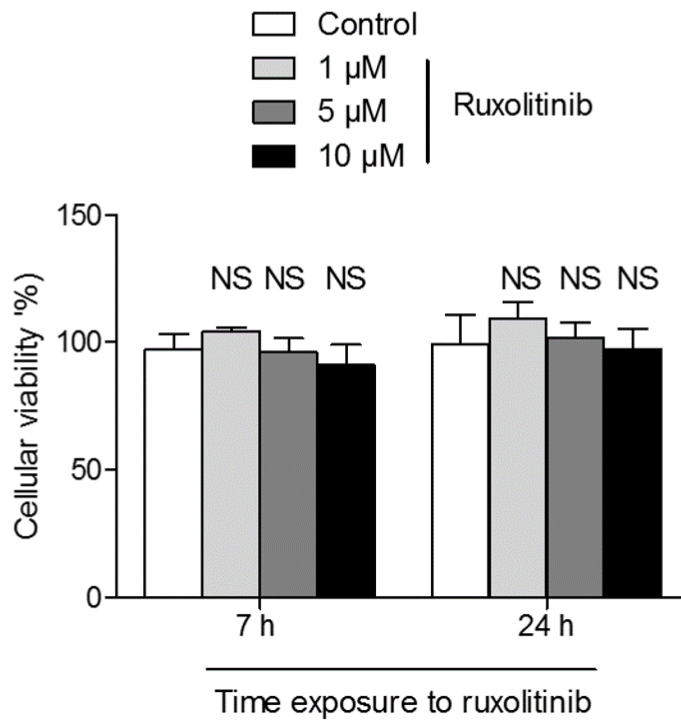 Control
1 µM
5 µM
10 µM
Ruxolitinib
150
100
50
0
Cellular viability '%)
NS NS NS
NS NS NS
7 h
24 h
Time exposure to ruxolitinib